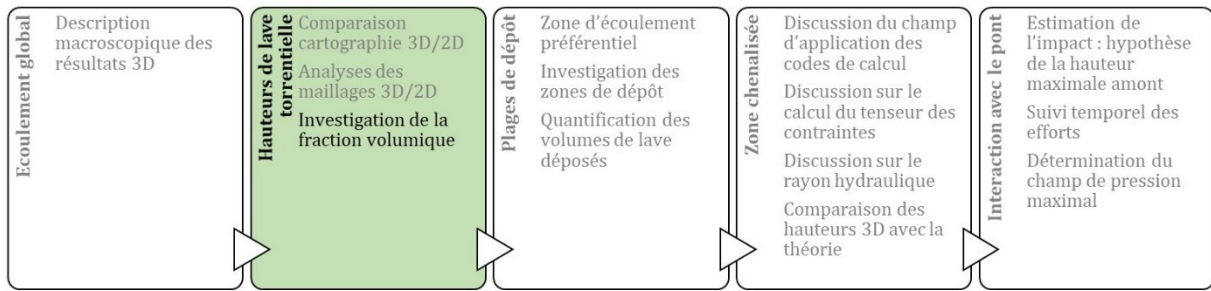 Ecoulement global
Description
macroscopique des
résultats 3D
Hauteurs de lave
torrentielle
Comparaison
cartographie 3D/2D
Analyses des
maillages 3D/2D
Investigation de la
fraction volumique
Plages de dépôt
Zone d'écoulement
préférentiel
Investigation des
zones de dépôt
Quantification des
volumes de lave
déposés
Zone chenalisée
Discussion du champ
d'application des
codes de calcul
Discussion sur le
calcul du tenseur des
contraintes
Discussion sur le
rayon hydraulique
Comparaison des
hauteurs 3D avec la
théorie
Interaction avec le pont
Estimation de
l'impact : hypothèse
de la hauteur
maximale amont
Suivi temporel des
efforts
Détermination du
champ de pression
maximal